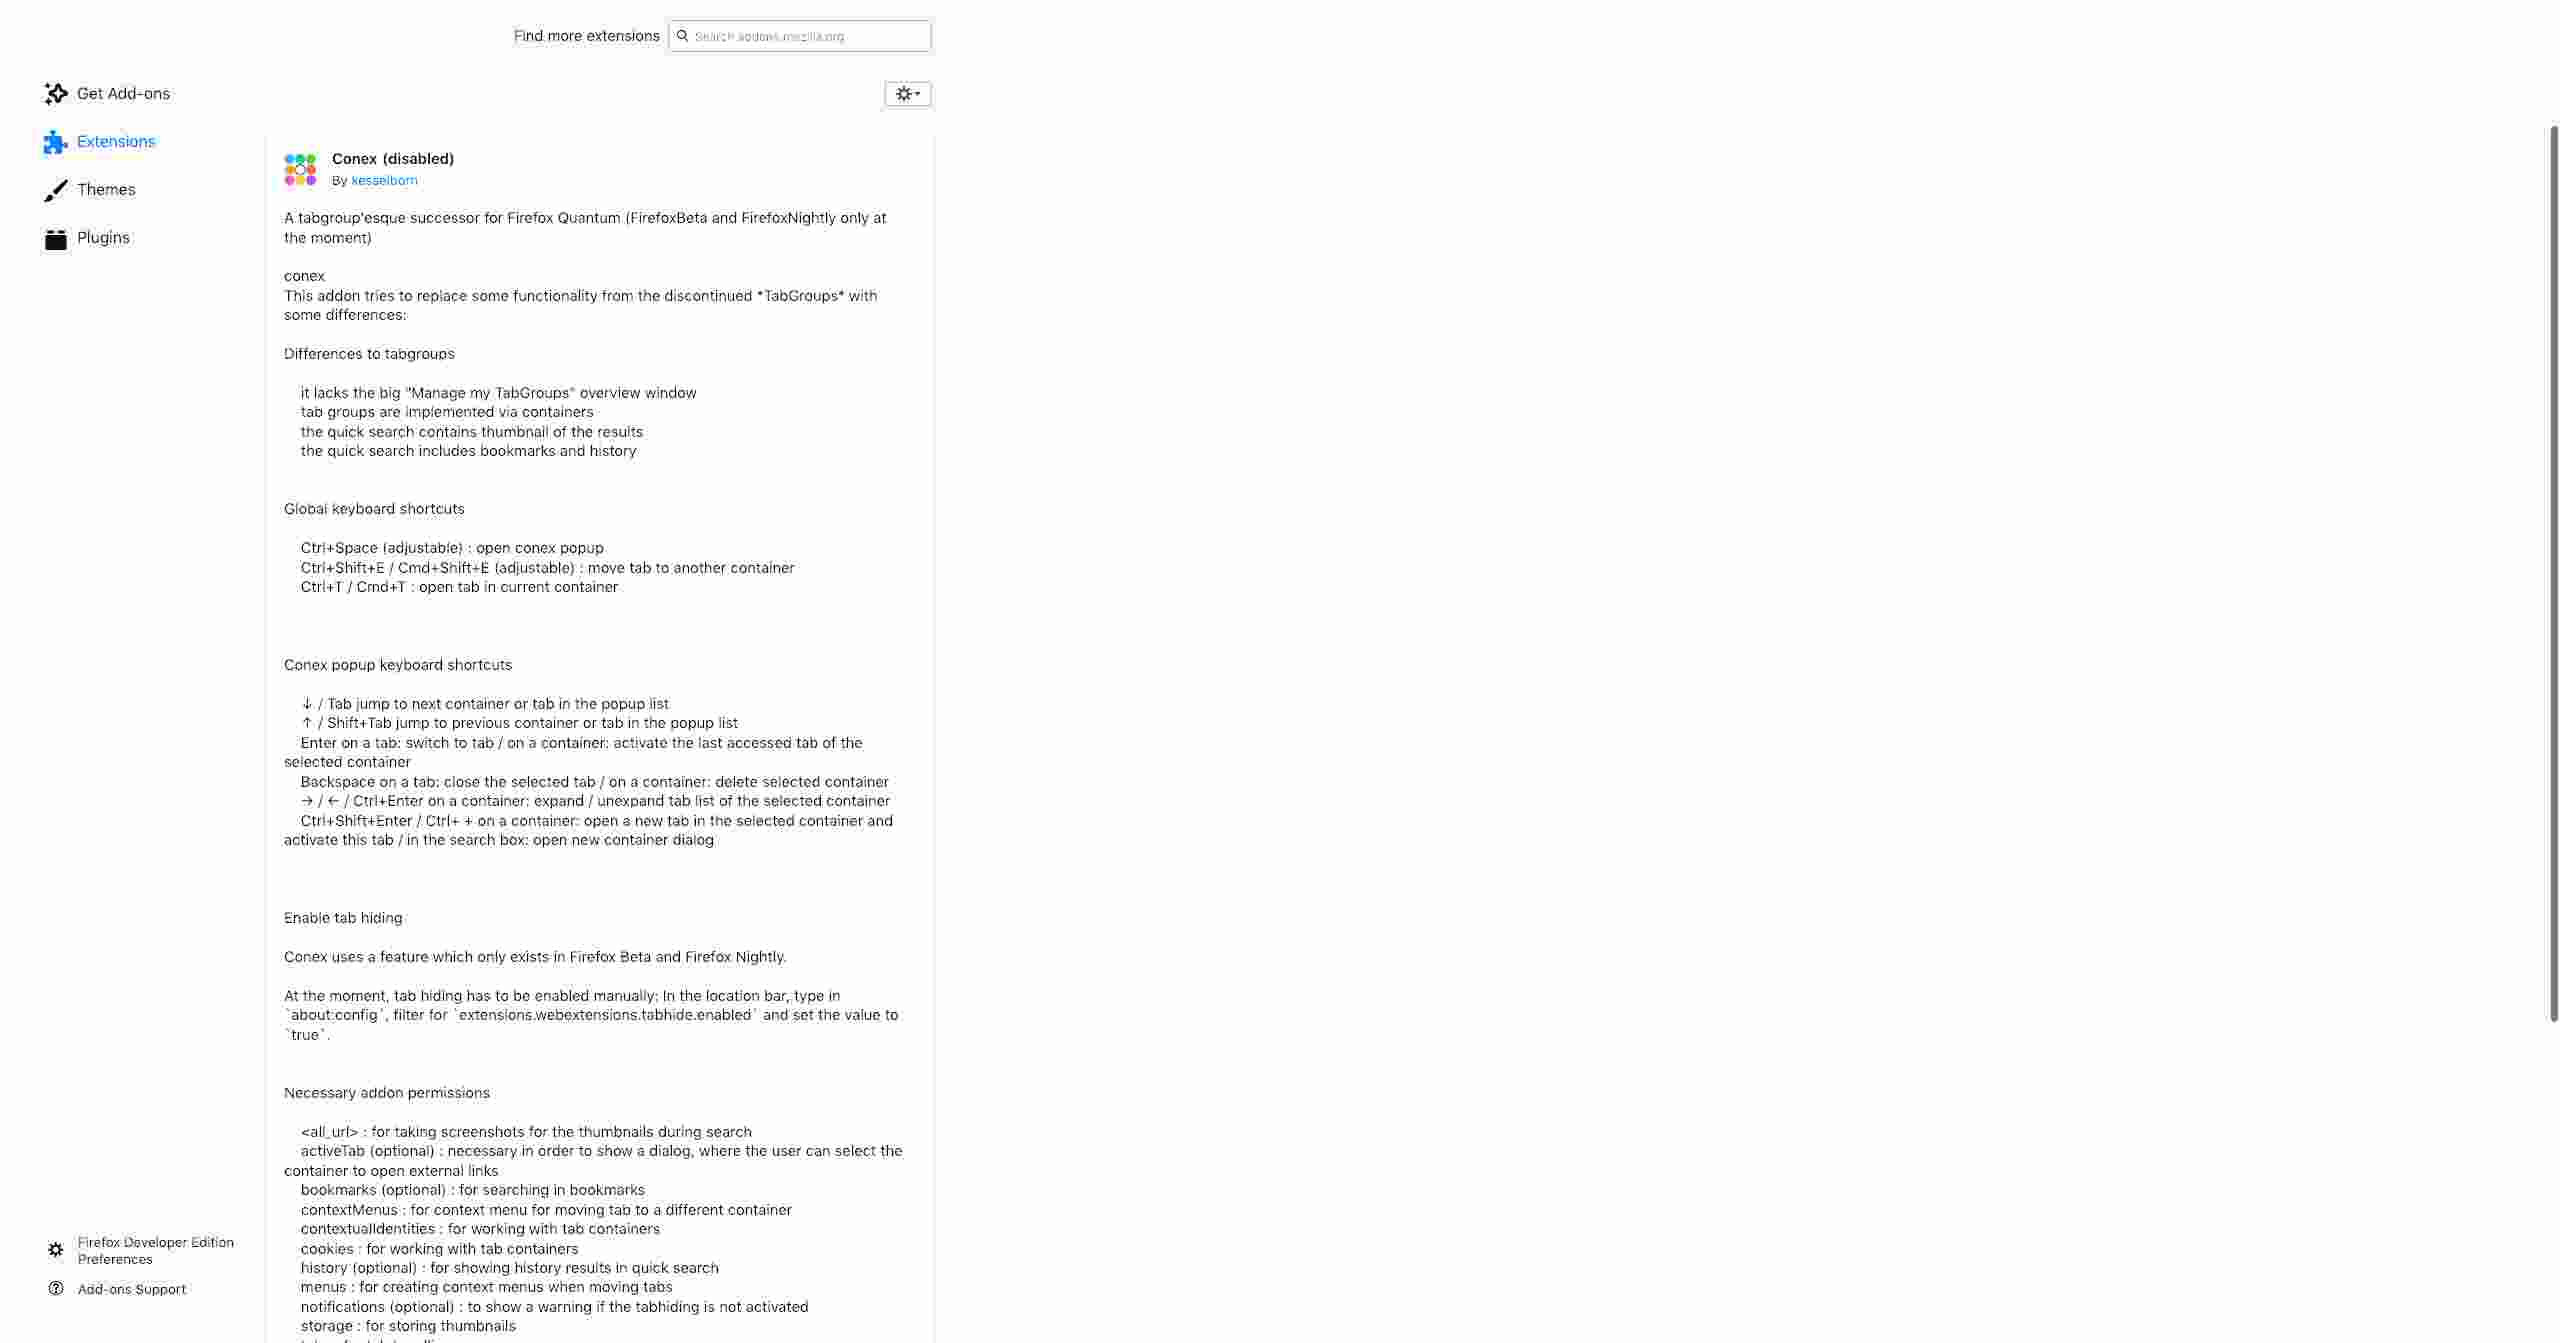 Find more extensions
Search addons.mozilla.org
Get Add-ons
Extensions
Themes
Plugins
Conex (disabled)
By kesselborn
A tabgroup'esque successor for Firefox Quantum (FirefoxBeta and FirefoxNightly only at
the moment)
conex
This addon tries to replace some functionality from the discontinued *TabGroups* with
some differences:
Differences to tabgroups
it lacks the big "Manage my TabGroups" overview window
tab groups are implemented via containers
the quick search contains thumbnail of the results
the quick search includes bookmarks and history
Global keyboard shortcuts
Ctrl+Space (adjustable) : open conex popup
Ctrl+Shift+E / Cmd+Shift+E (adjustable) : move tab to another container
Ctrl+T / Cmd+T : open tab in current container
Conex popup keyboard shortcuts
↓ / Tab jump to next container or tab in the popup list
↑ / Shift+Tab jump to previous container or tab in the popup list
Enter on a tab: switch to tab / on a container: activate the last accessed tab of the
selected container
Backspace on a tab: close the selected tab / on a container: delete selected container
→ / ← / Ctrl+Enter on a container: expand / unexpand tab list of the selected container
Ctrl+Shift+Enter / Ctrl+ + on a container: open a new tab in the selected container and
activate this tab / in the search box: open new container dialog
Enable tab hiding
Conex uses a feature which only exists in Firefox Beta and Firefox Nightly.
At the moment, tab hiding has to be enabled manually: In the location bar, type in
`about:config`, filter for `extensions.webextensions.tabhide.enabled` and set the value to
`true`.
Necessary addon permissions
<all_url> : for taking screenshots for the thumbnails during search
activeTab (optional) : necessary in order to show a dialog, where the user can select the
container to open external links
bookmarks (optional) : for searching in bookmarks
contextMenus : for context menu for moving tab to a different container
contextualIdentities : for working with tab containers
cookies : for working with tab containers
history (optional) : for showing history results in quick search
menus : for creating context menus when moving tabs
notifications (optional) : to show a warning if the tabhiding is not activated
storage : for storing thumbnails
Firefox Developer Edition
Preferences
Add-ons Support